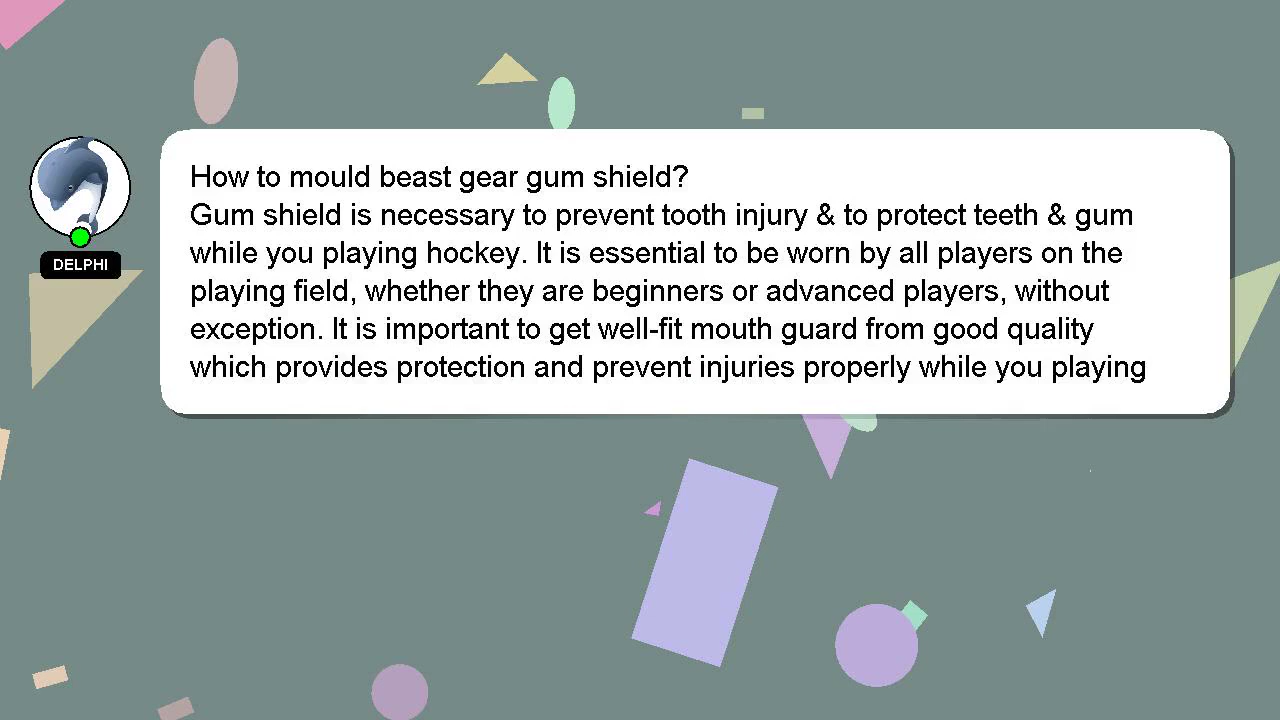 How to mould beast gear gum shield?
Gum shield is necessary to prevent tooth injury & to protect teeth & gum
while you playing hockey. It is essential to be worn by all players on the
playing field, whether they are beginners or advanced players, without
exception. It is important to get well-fit mouth guard from good quality
which provides protection and prevent injuries properly while you playing
DELPHI